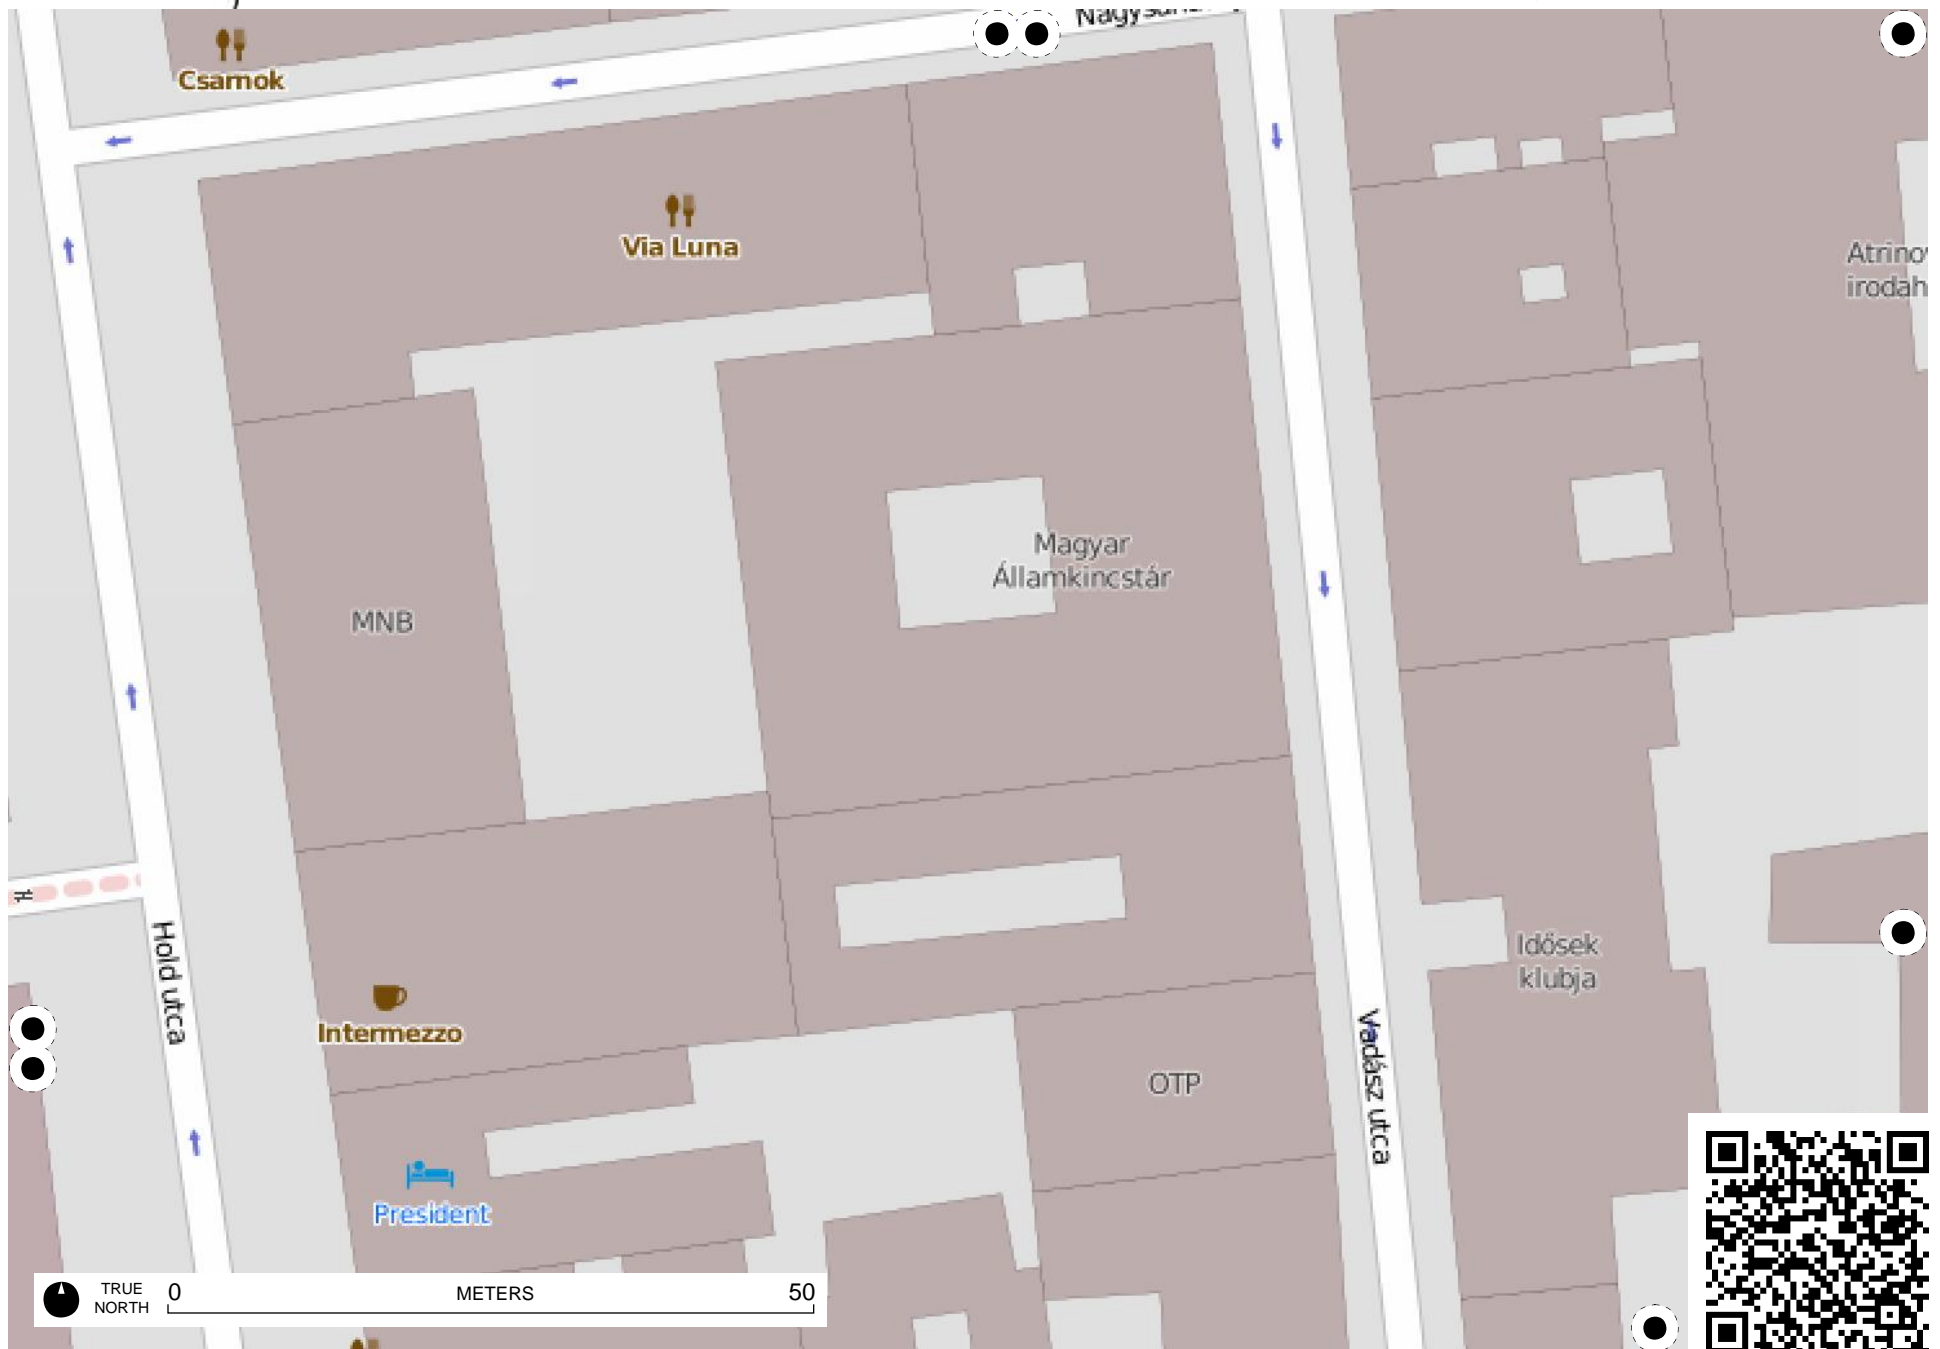 Csarnok
Via Luna
Atrino
irodah
Magyar
Államkincstár
MNB
Hold utca
Idősek
klubja
Intermezzo
OTP
Vadász utca
President
TRUE
NORTH
0
METERS
50